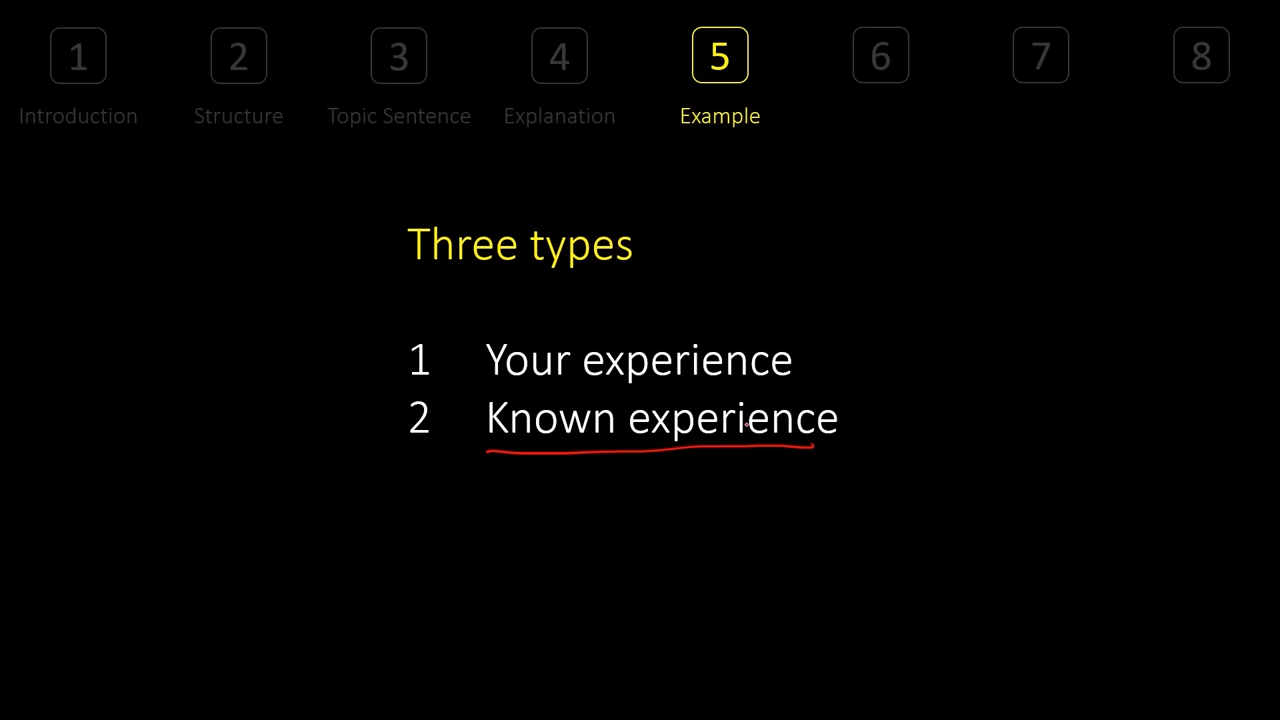 1 2 3 4 5 6 7 8
Introduction Structure Topic Sentence Explanation Example
Three types
1 Your experience
2 Known experience